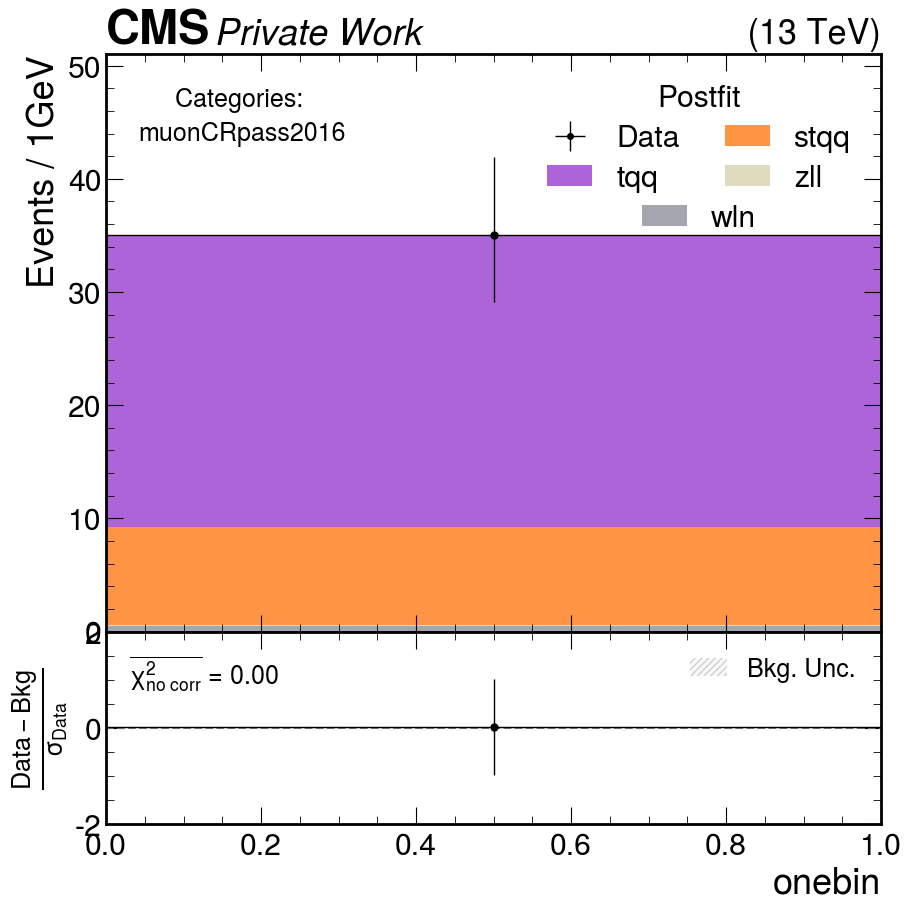 CMS Private Work (13 TeV)
Events / 1GeV
50
40
30
20
10
0
Categories:
muonCRpass2016
Postfit
Data stqq
tqq zll
wln
2
0
-2
Data – Bkg
σData
χ2no corr = 0.00
Bkg. Unc.
0.0 0.2 0.4 0.6 0.8 1.0
onebin